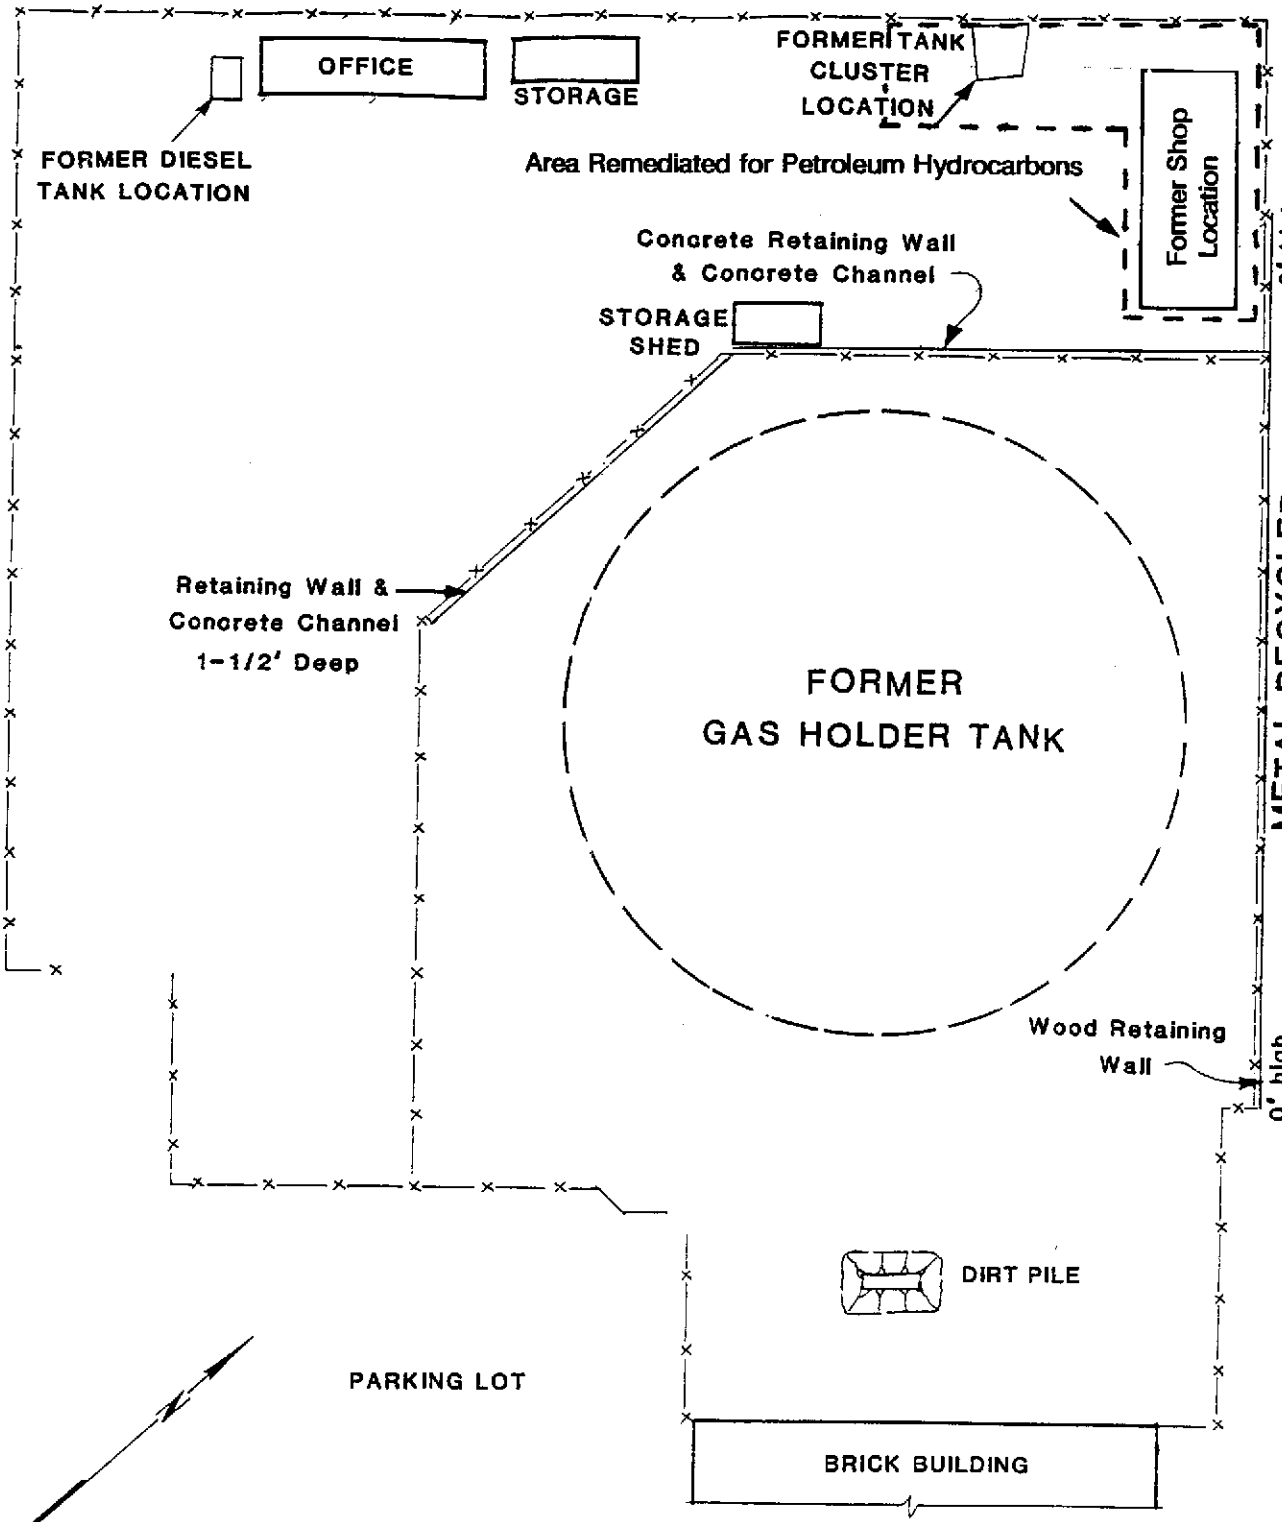 OFFICE
STORAGE
FORMER TANK
CLUSTER
LOCATION
FORMER DIESEL
TANK LOCATION
Area Remediated for Petroleum Hydrocarbons
Former Shop
Location
Concrete Retaining Wall
& Concrete Channel
STORAGE
SHED
Retaining Wall &
Concrete Channel
1-1/2' Deep
FORMER
GAS HOLDER TANK
Wood Retaining
Wall
DIRT PILE
N
PARKING LOT
BRICK BUILDING